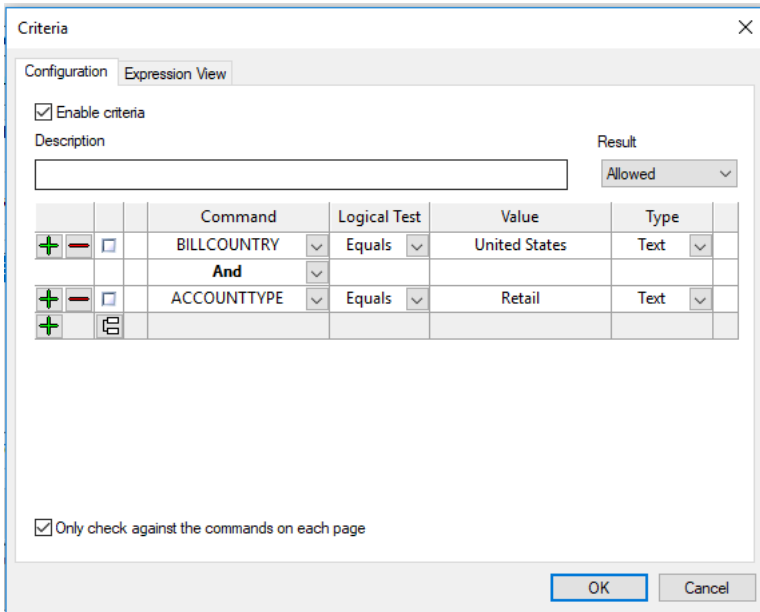 Criteria
Configuration Expression View
Enable criteria
Description Result
Allowed
Command Logical Test Value Type
BILLCOUNTRY Equals United States Text
And
ACCOUNTTYPE Equals Retail Text
Only check against the commands on each page
OK Cancel